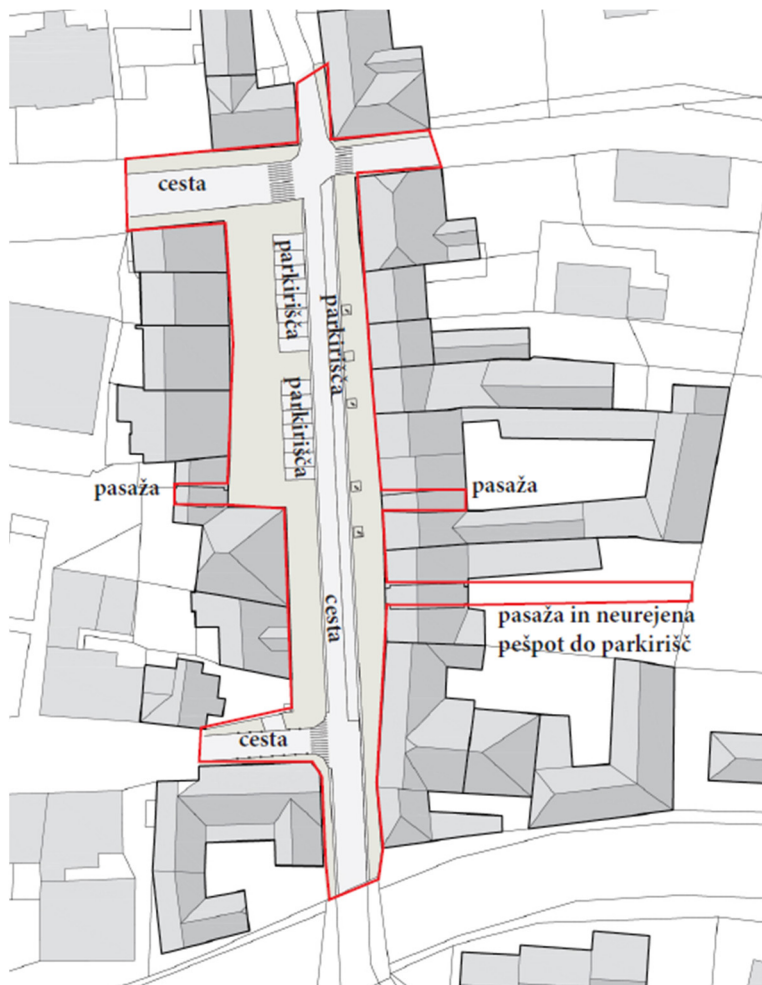 cesta
parkirišča
parkirišča
parkirišča
pasaža
pasaža
cesta
pasaža in neurejena
pešpot do parkirišč
cesta